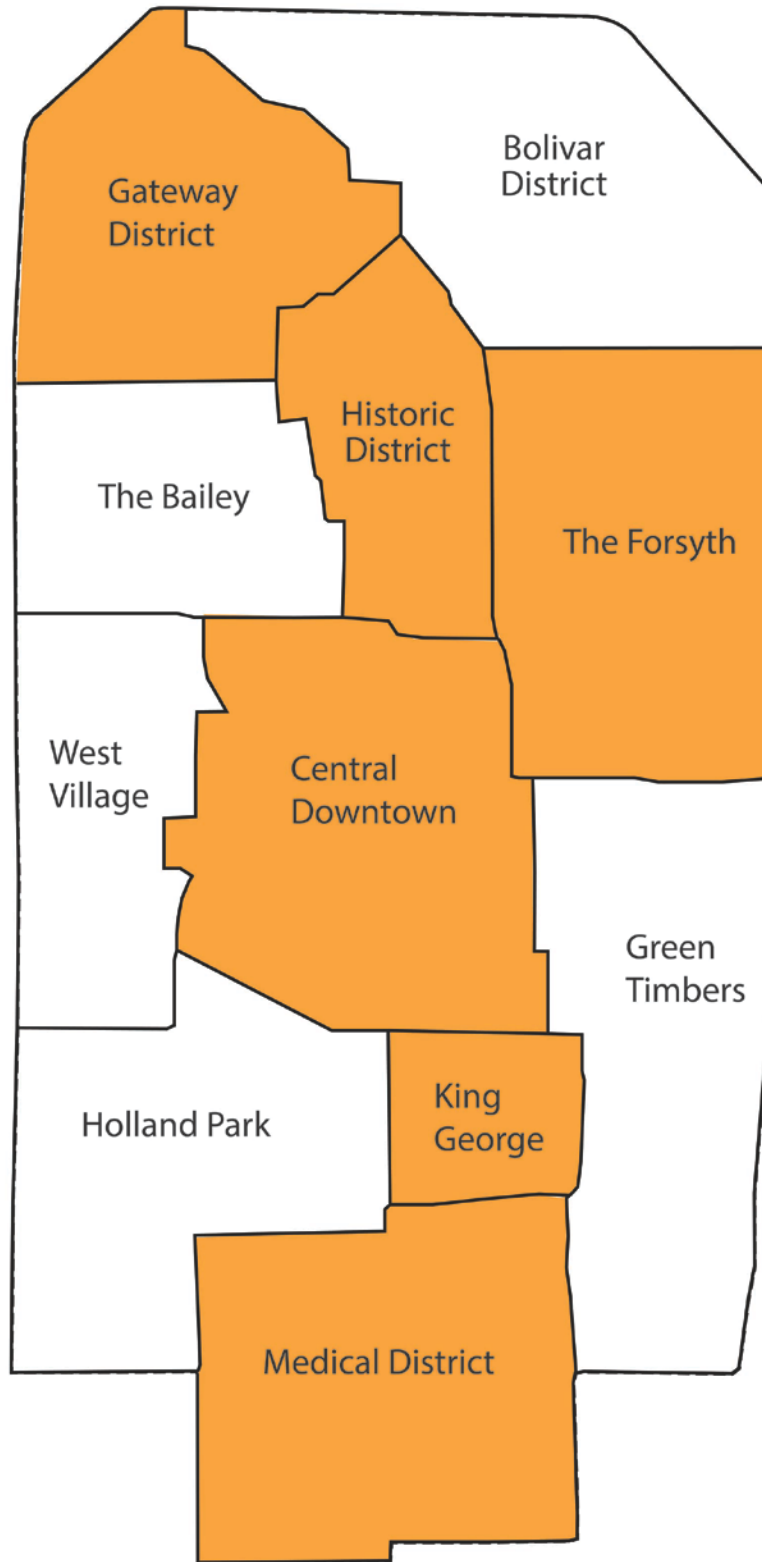 Bolivar
District
Gateway
District
Historic
District
The Bailey
The Forsyth
West
Village
Central
Downtown
Green
Timbers
King
George
Holland Park
Medical District